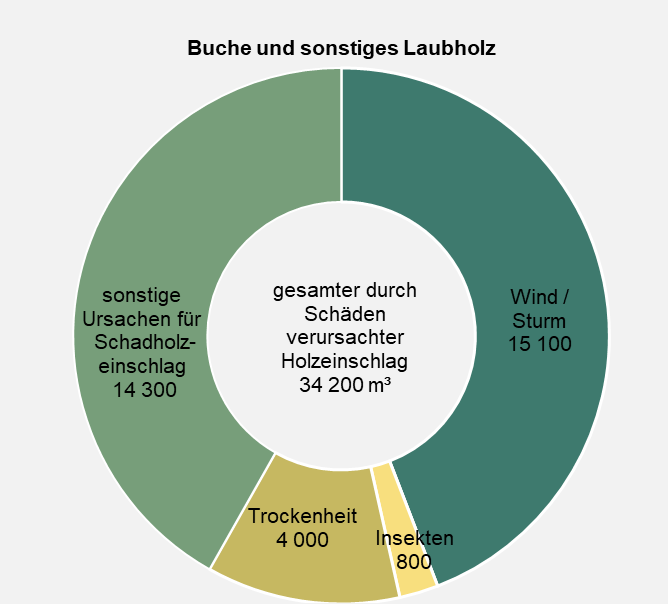 Buche und sonstiges Laubholz
sonstige
Ursachen für
Schadholz-
einschlag
14 300
gesamter durch
Schäden
verursachter
Holzeinschlag
34 200 m³
Wind /
Sturm
15 100
Trockenheit
4 000
Insekten
800